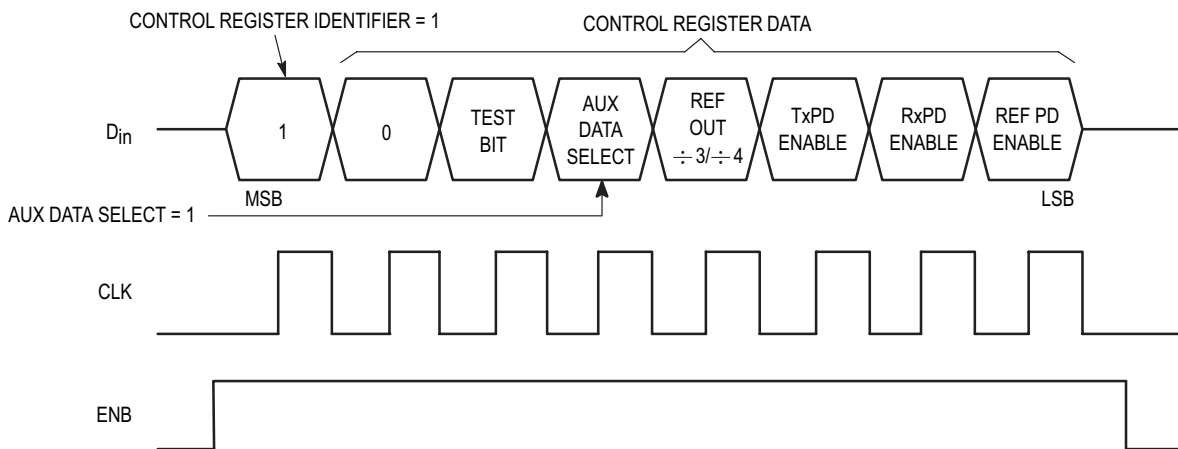 CONTROL REGISTER IDENTIFIER = 1
CONTROL REGISTER DATA
Din
1
0
TEST
BIT
AUX
DATA
SELECT
REF
OUT
÷3/÷4
TxPD
ENABLE
RxPD
ENABLE
REF PD
ENABLE
MSB
LSB
AUX DATA SELECT = 1
CLK
ENB